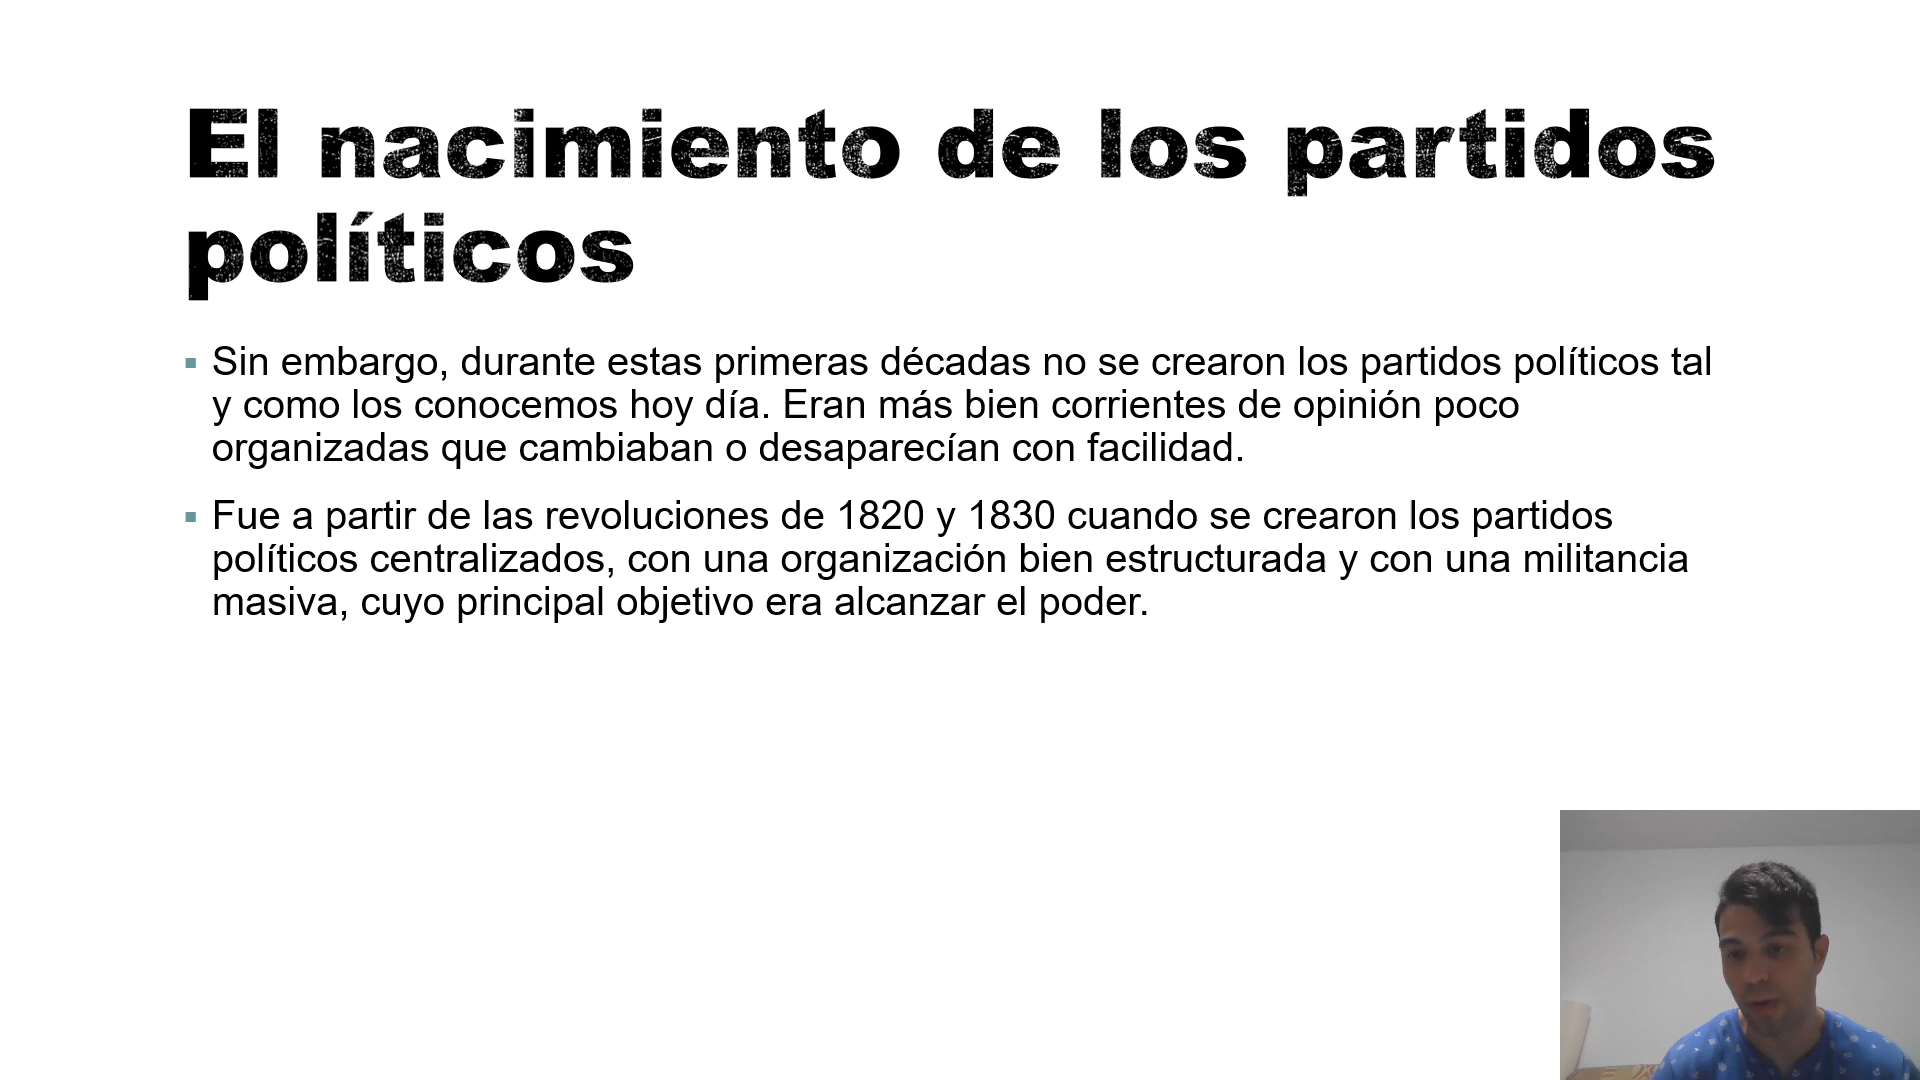 El nacimiento de los partidos
políticos
▪ Sin embargo, durante estas primeras décadas no se crearon los partidos políticos tal
y como los conocemos hoy día. Eran más bien corrientes de opinión poco
organizadas que cambiaban o desaparecían con facilidad.
▪ Fue a partir de las revoluciones de 1820 y 1830 cuando se crearon los partidos
políticos centralizados, con una organización bien estructurada y con una militancia
masiva, cuyo principal objetivo era alcanzar el poder.